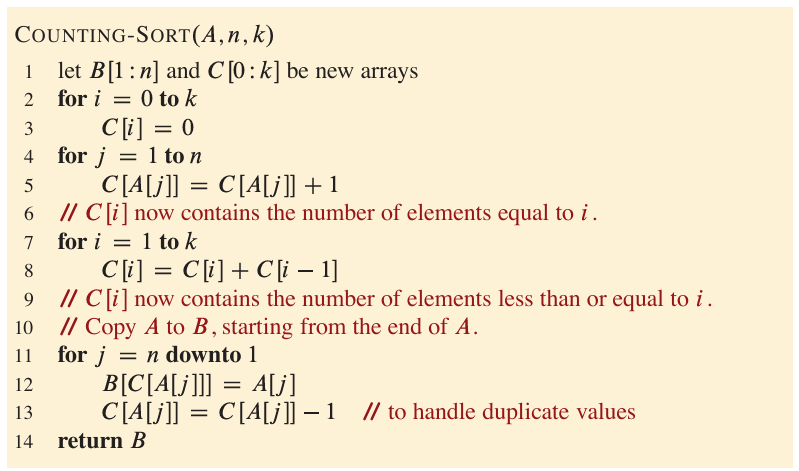 COUNTING-SORT(A, n, k)
1 let B[1:n] and C[0:k] be new arrays
2 for i = 0 to k
3 C[i] = 0
4 for j = 1 to n
5 C[A[j]] = C[A[j]] + 1
6 // C[i] now contains the number of elements equal to i.
7 for i = 1 to k
8 C[i] = C[i] + C[i − 1]
9 // C[i] now contains the number of elements less than or equal to i.
10 // Copy A to B, starting from the end of A.
11 for j = n downto 1
12 B[C[A[j]]] = A[j]
13 C[A[j]] = C[A[j]] − 1 // to handle duplicate values
14 return B